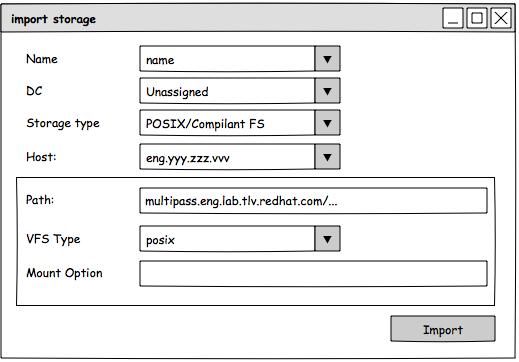 import storage
Name name
DC Unassigned
Storage type POSIX/Compilant FS
Host: eng.yyy.zzz.vvv
Path: multipass.eng.lab.tlv.redhat.com/...
VFS Type posix
Mount Option
Import